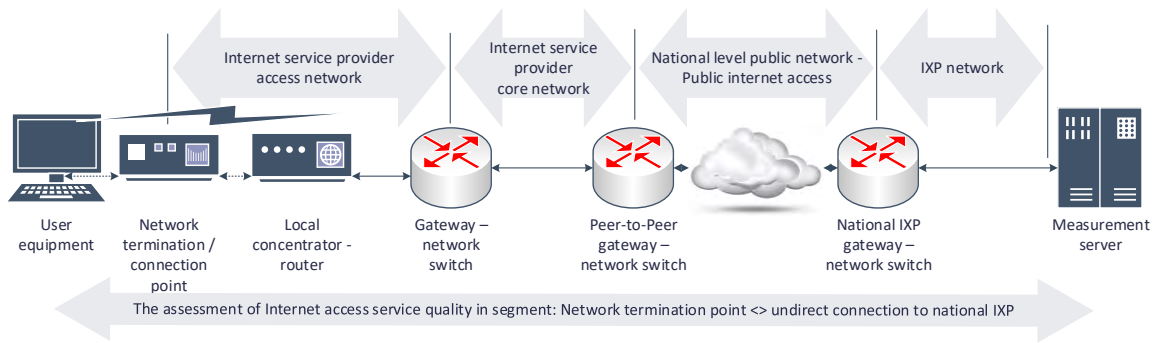 Internet service provider
access network
Internet service
provider
core network
National level public network -
Public internet access
IXP network
User
equipment
Network
termination /
connection
point
Local
concentrator -
router
Gateway –
network
switch
Peer-to-Peer
gateway –
network switch
National IXP
gateway –
network switch
Measurement
server
The assessment of Internet access service quality in segment: Network termination point <> undirect connection to national IXP